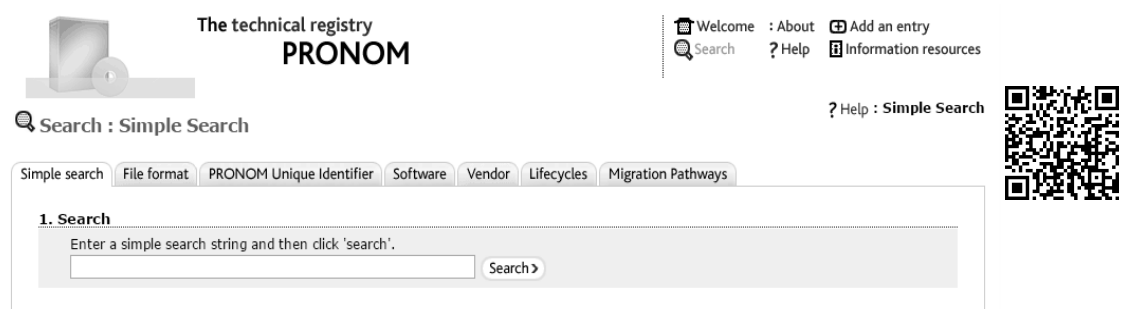 The technical registry
PRONOM
Welcome : About Add an entry
Search ? Help Information resources
? Help : Simple Search
Search : Simple Search
Simple search File format PRONOM Unique Identifier Software Vendor Lifecycles Migration Pathways
1. Search
Enter a simple search string and then click 'search'.
Search